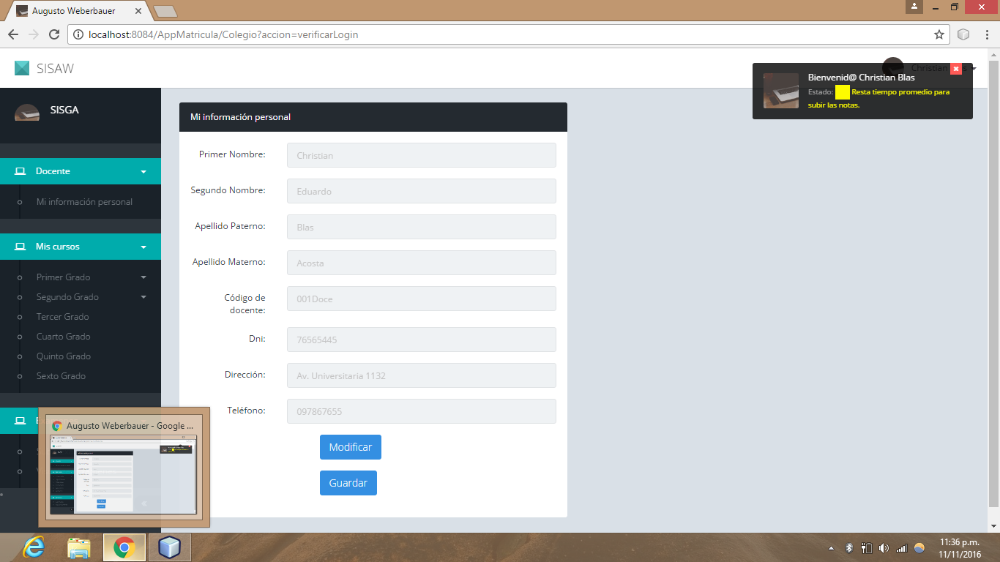 Augusto Weberbauer
localhost:8084/AppMatricula/Colegio?accion=verificarLogin
SISAW
Christian
Bienvenid@ Christian Blas
Estado: Resta tiempo promedio para
subir las notas.
SISGA
Docente
Mi información personal
Mis cursos
Primer Grado
Segundo Grado
Tercer Grado
Cuarto Grado
Quinto Grado
Sexto Grado
Mi información personal
Primer Nombre: Christian
Segundo Nombre: Eduardo
Apellido Paterno: Blas
Apellido Materno: Acosta
Código de
docente:
001Doce
Dni: 76565445
Dirección: Av. Universitaria 1132
Teléfono: 097867655
Modificar
Guardar
Augusto Weberbauer - Google ...
11:36 p.m.
11/11/2016